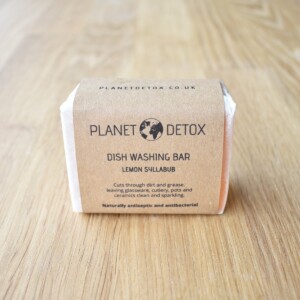 PLANETDETOX.CO.UK
PLANET DETOX
DISH WASHING BAR
LEMON SYLLABUB
Cuts through dirt and grease,
leaving glassware, cutlery, pots and
ceramics clean and sparkling.
Naturally antiseptic and antibacterial